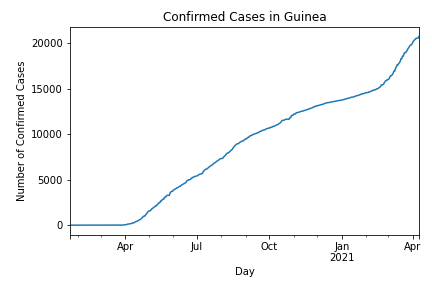 Confirmed Cases in Guinea
Number of Confirmed Cases
20000
15000
10000
5000
0
Apr
Jul
Oct
Jan
2021
Apr
Day